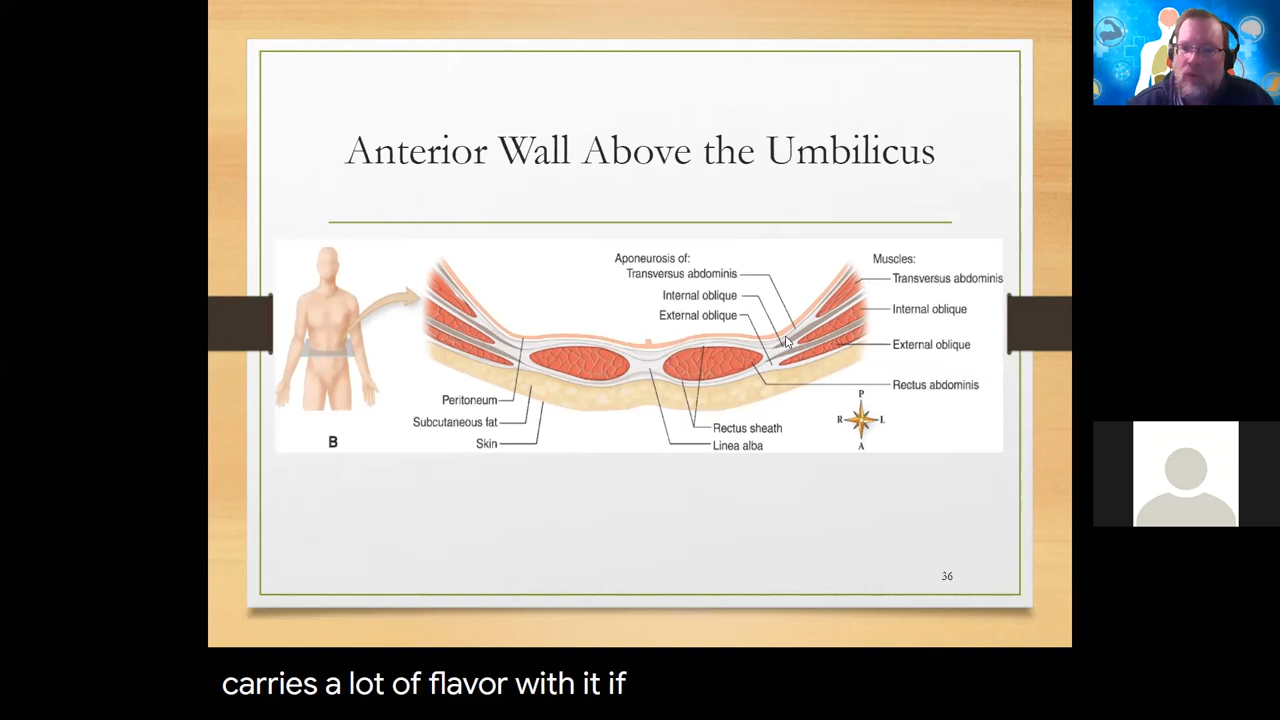 Anterior Wall Above the Umbilicus
Aponeurosis of:
Transversus abdominis
Internal oblique
External oblique
Muscles:
Transversus abdominis
Internal oblique
External oblique
Rectus abdominis
Peritoneum
Subcutaneous fat
Skin
Rectus sheath
Linea alba
P
R L
A
B
36
carries a lot of flavor with it if